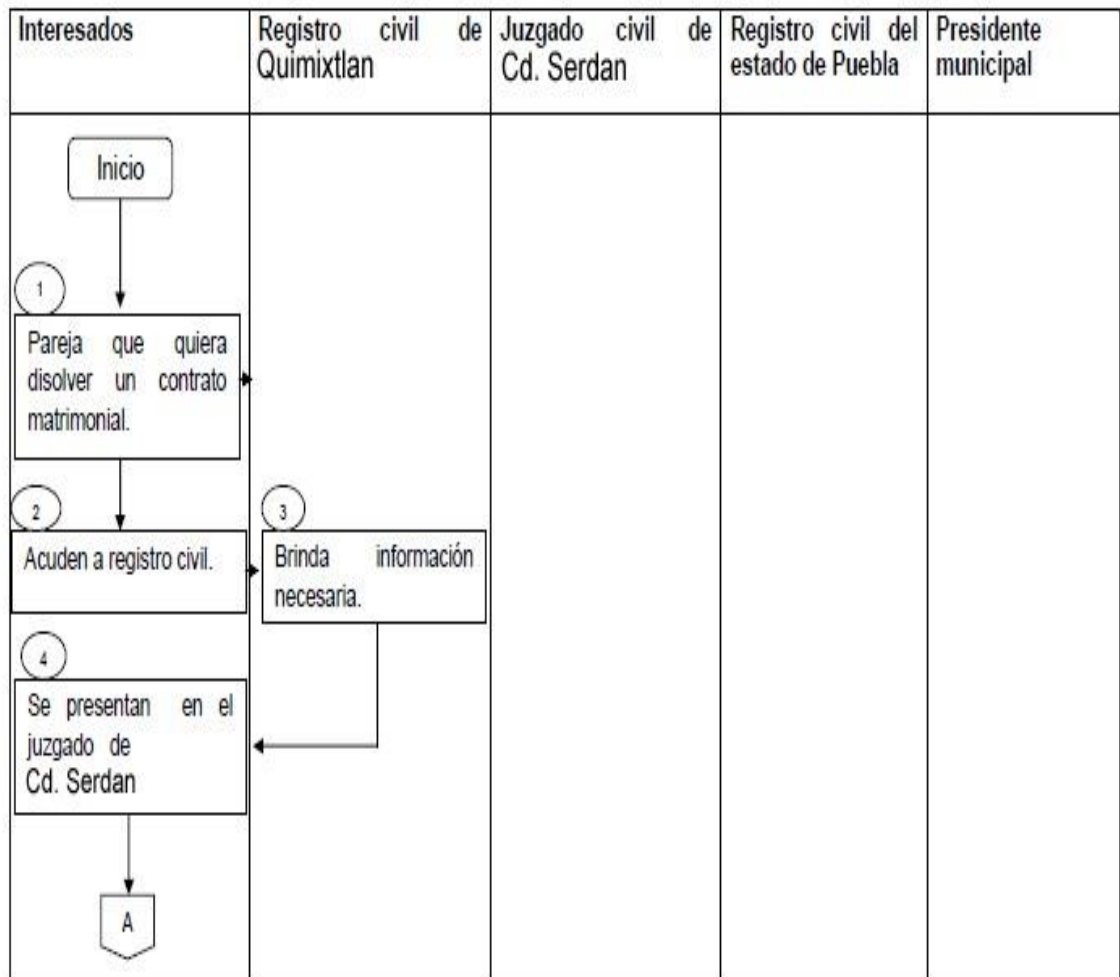 Interesados
Registro civil de
Quimixtlan
Juzgado civil de
Cd. Serdan
Registro civil del
estado de Puebla
Presidente
municipal
Inicio
1
Pareja que quiera
disolver un contrato
matrimonial.
2
Acuden a registro civil.
3
Brinda información
necesaria.
4
Se presentan en el
juzgado de
Cd. Serdan
A